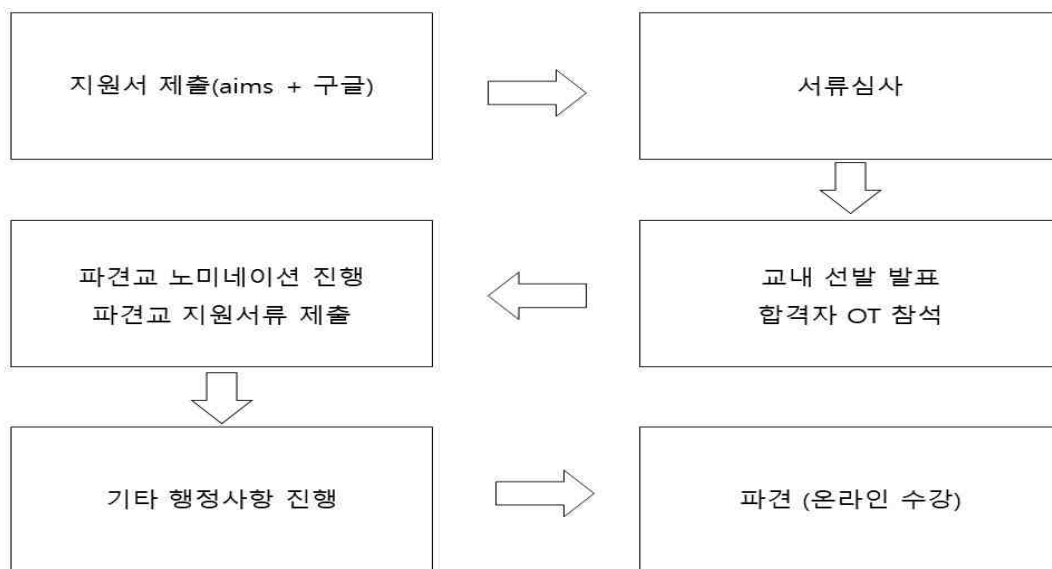 지원서 제출(aims + 구글)
서류심사
교내 선발 발표
합격자 OT 참석
파견교 노미네이션 진행
파견교 지원서류 제출
기타 행정사항 진행
파견 (온라인 수강)